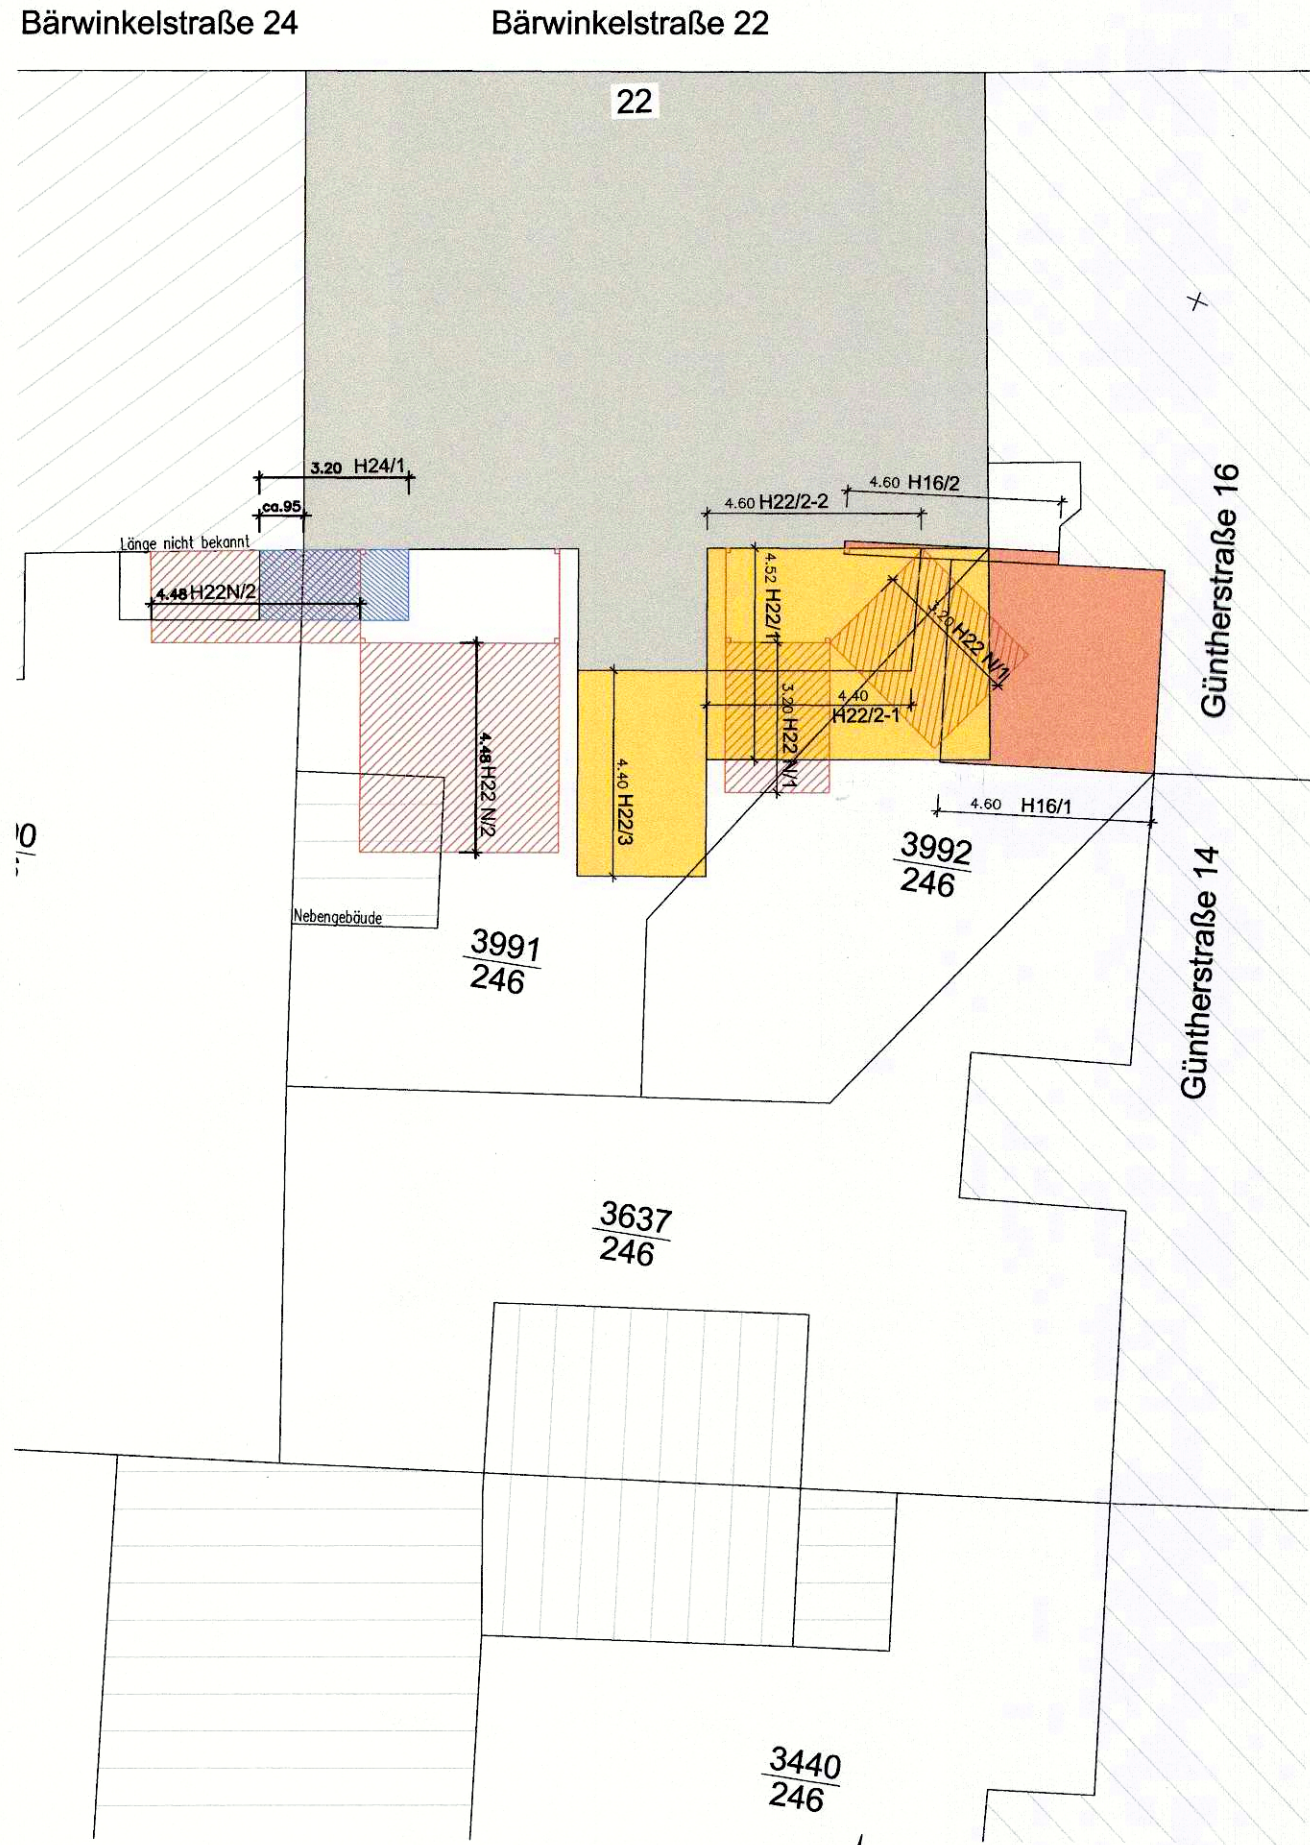 Bärwinkelstraße 24
Bärwinkelstraße 22
22
3.20 H24/1
ca.95
Länge nicht bekannt
4.48 H22N/2
4.60 H16/2
4.60 H22/2-2
4.52 H22/1
3.20 H22 N/1
4.40
H22/2-1
3.20 H22 N/1
4.48 H22 N/2
4.40 H22/3
4.60 H16/1
Güntherstraße 16
Güntherstraße 14
3992
246
Nebengebäude
3991
246
3637
246
3440
246